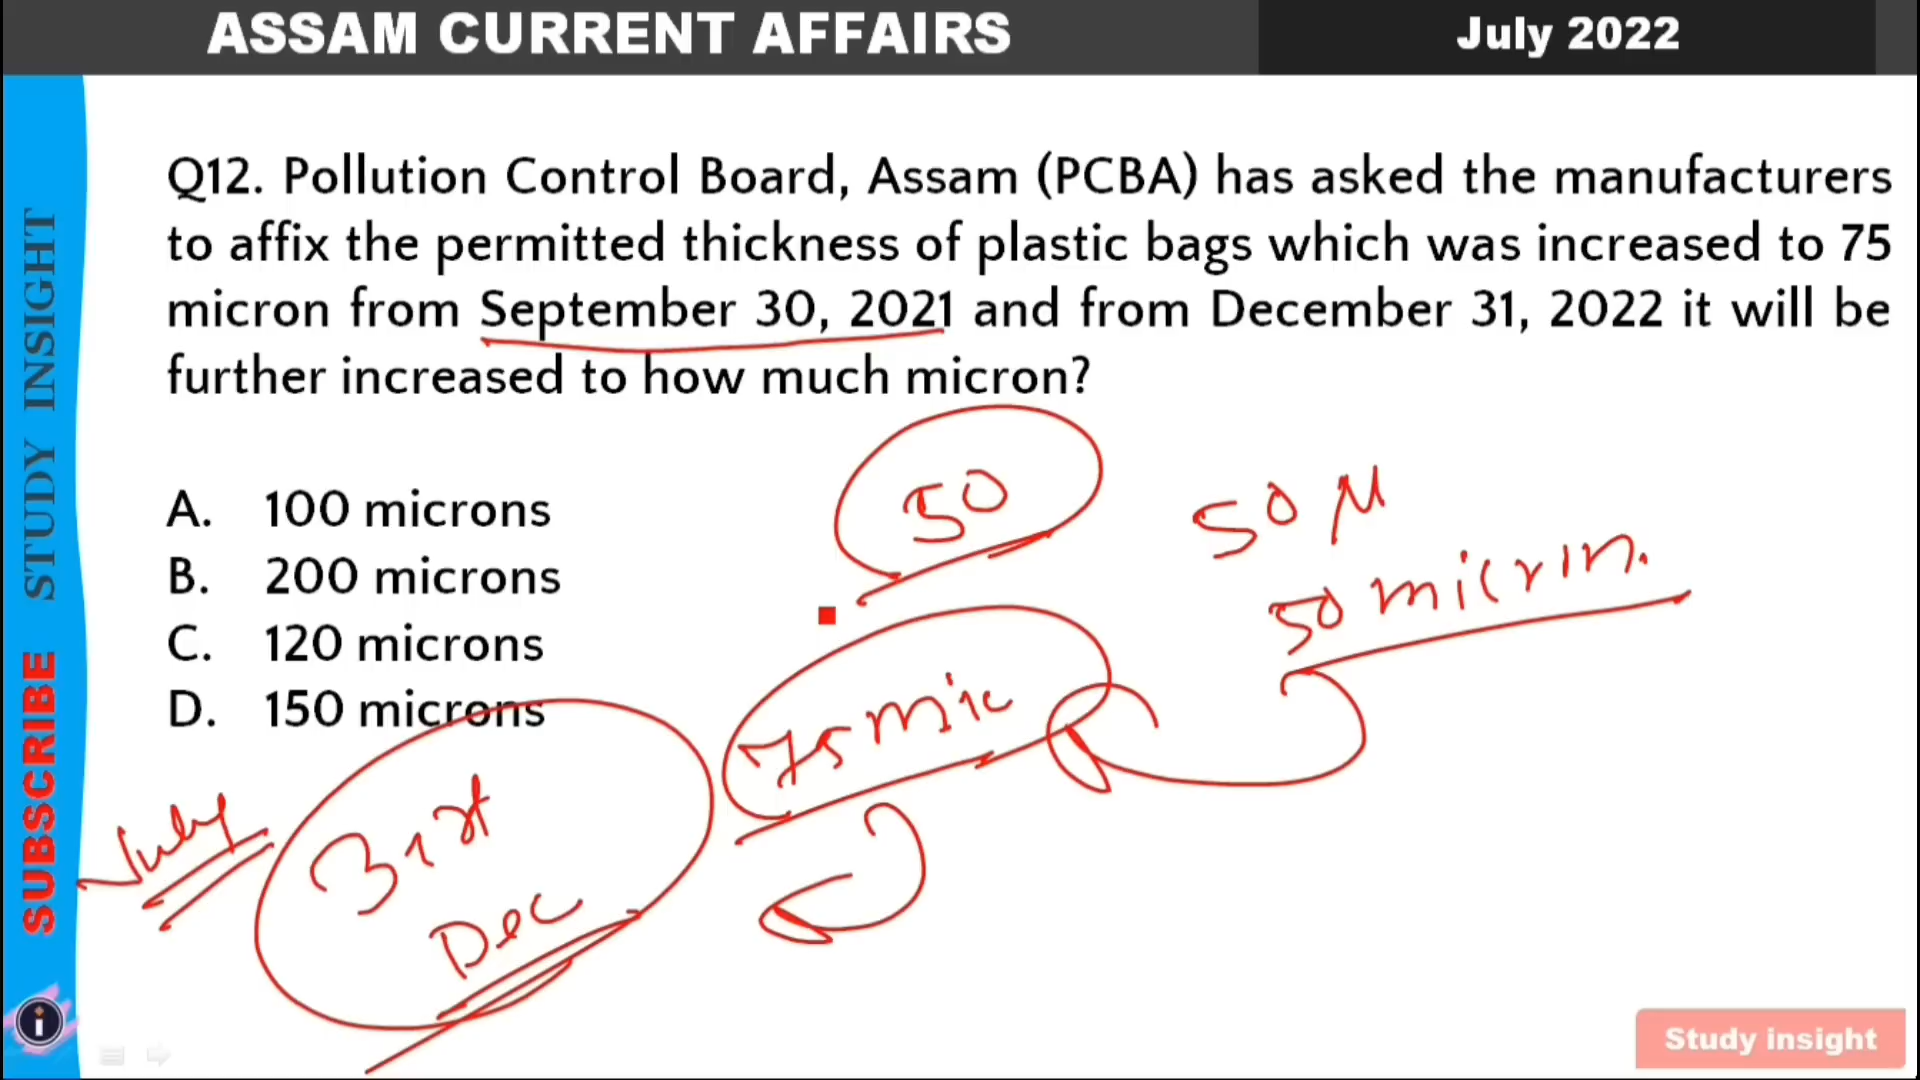 ASSAM CURRENT AFFAIRS
July 2022
Q12. Pollution Control Board, Assam (PCBA) has asked the manufacturers
to affix the permitted thickness of plastic bags which was increased to 75
micron from September 30, 2021 and from December 31, 2022 it will be
further increased to how much micron?
A. 100 microns
B. 200 microns
C. 120 microns
D. 150 microns
50
50 M
50 micrin.
75 mic
July
31st
Dec
SUBSCRIBE STUDY INSIGHT
i
Study insight